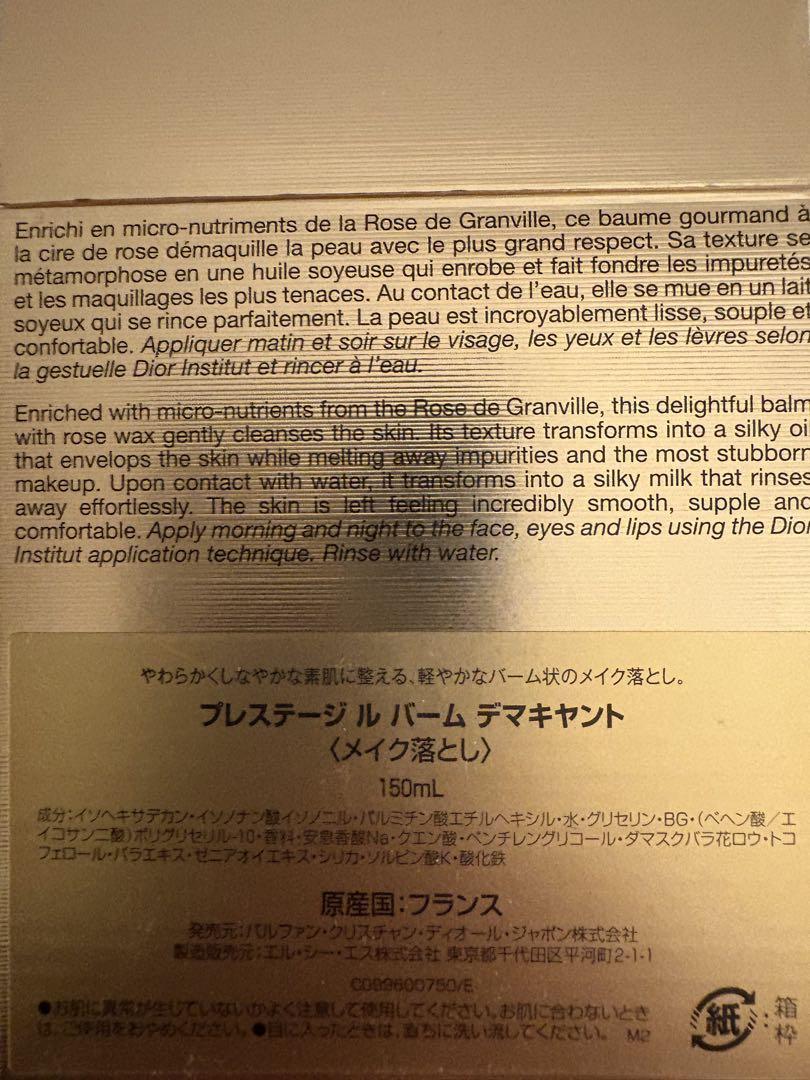 Enrichi en micro-nutriments de la Rose de Granville, ce baume gourmand à
la cire de rose démaquille la peau avec le plus grand respect. Sa texture se
métamorphose en une huile soyeuse qui enrobe et fait fondre les impuretés
et les maquillages les plus tenaces. Au contact de l'eau, elle se mue en un lait
soyeux qui se rince parfaitement. La peau est incroyablement lisse, souple et
confortable. Appliquer matin et soir sur le visage, les yeux et les lèvres selon
la gestuelle Dior Institut et rincer à l'eau.
Enriched with micro-nutrients from the Rose de Granville, this delightful balm
with rose wax gently cleanses the skin. Its texture transforms into a silky oil
that envelops the skin while melting away impurities and the most stubborn
makeup. Upon contact with water, it transforms into a silky milk that rinses
away effortlessly. The skin is left feeling incredibly smooth, supple and
comfortable. Apply morning and night to the face, eyes and lips using the Dior
Institut application technique. Rinse with water.
やわらかくしなやかな素肌に整える、軽やかなバーム状のメイク落とし。
プレステージ ル バーム デマキヤント
〈メイク落とし〉
150mL
成分:イソヘキサデカン・イソノナン酸イソノニル・パルミチン酸エチルヘキシル・水・グリセリン・BG・(ベヘン酸/エ
イコサン二酸)ポリグリセリル-10・香料・安息香酸Na・クエン酸・ペンチレングリコール・ダマスクバラ花ロウ・トコ
フェロール・バラエキス・ゼニアオイエキス・シリカ・ソルビン酸K・酸化鉄
原産国:フランス
発売元:パルファン・クリスチャン・ディオール・ジャポン株式会社
製造販売元:エル・シー・エス株式会社 東京都千代田区平河町2-1-1
C099600750/E
●お肌に異常が生じていないかよく注意して使用してください。お肌に合わないとき
は、ご使用をおやめください。●目に入ったときは、直ちに洗い流してください。 M2
紙:箱
枠